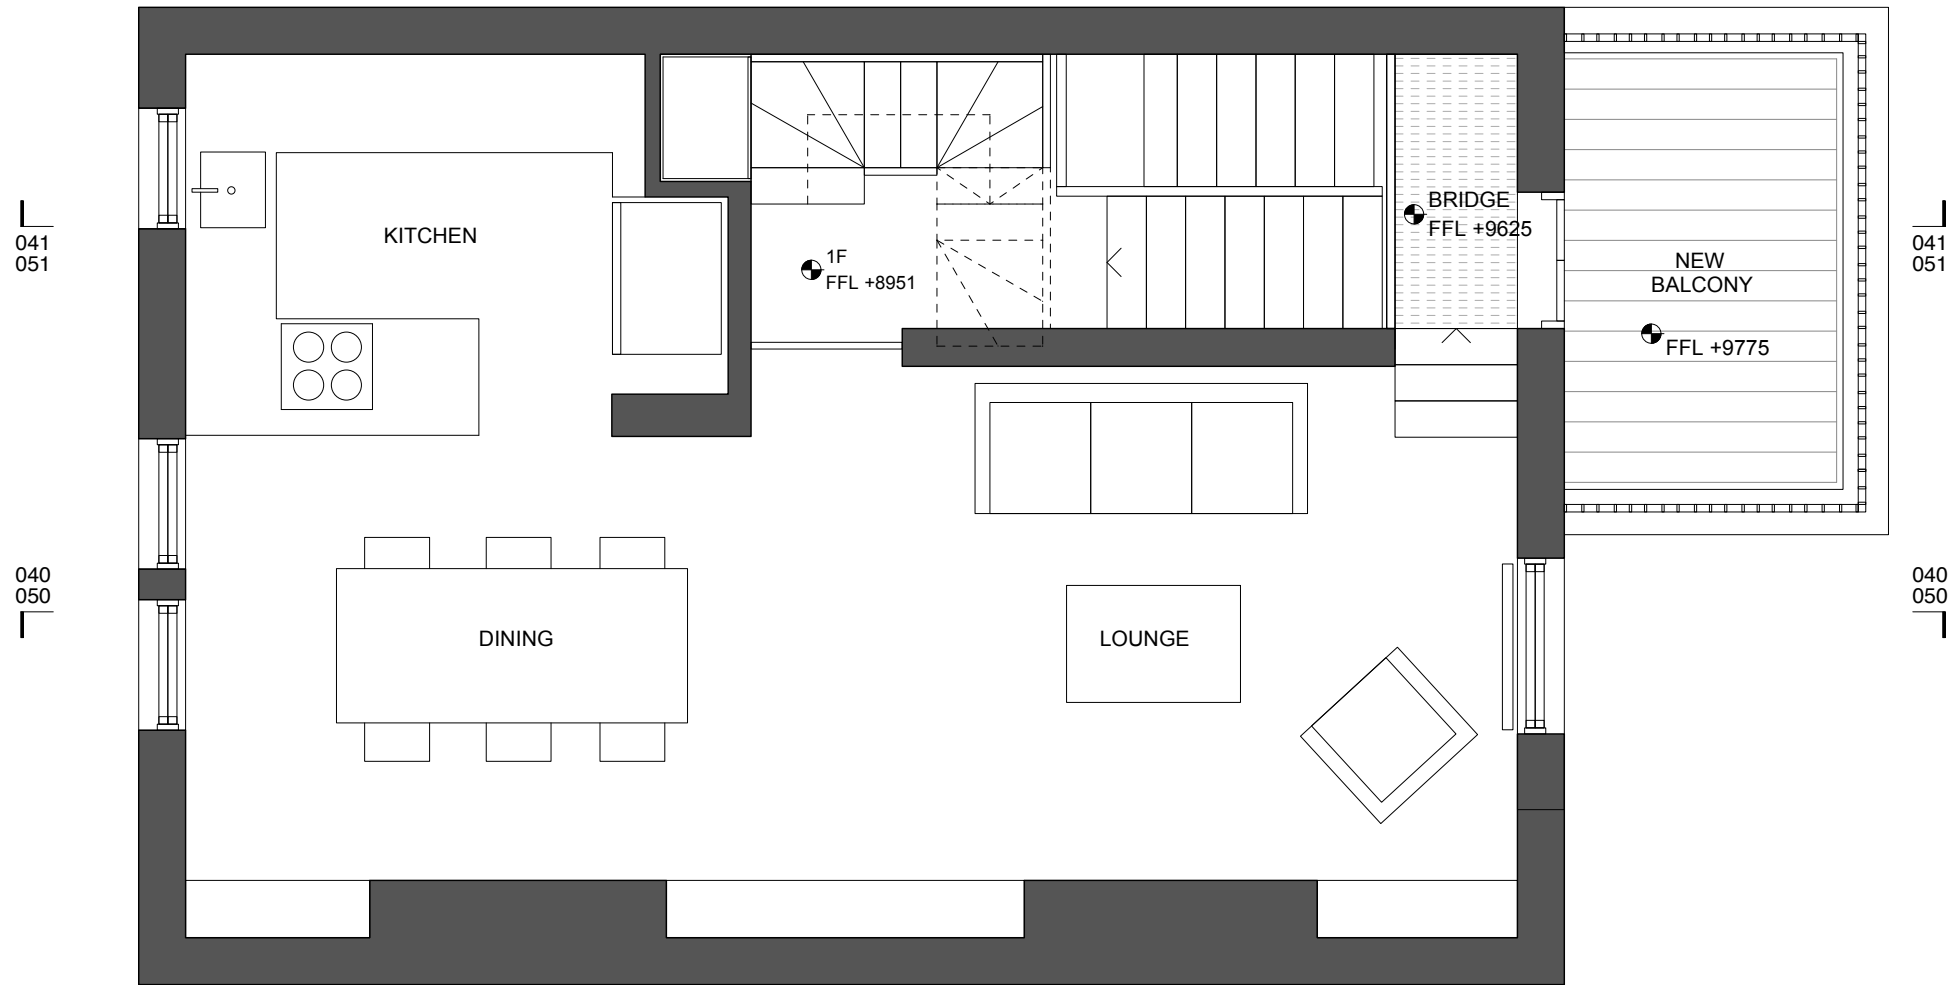 KITCHEN
BRIDGE
FFL +9625
041
051
1F
FFL +8951
NEW
BALCONY
041
051
FFL +9775
040
050
DINING
LOUNGE
040
050